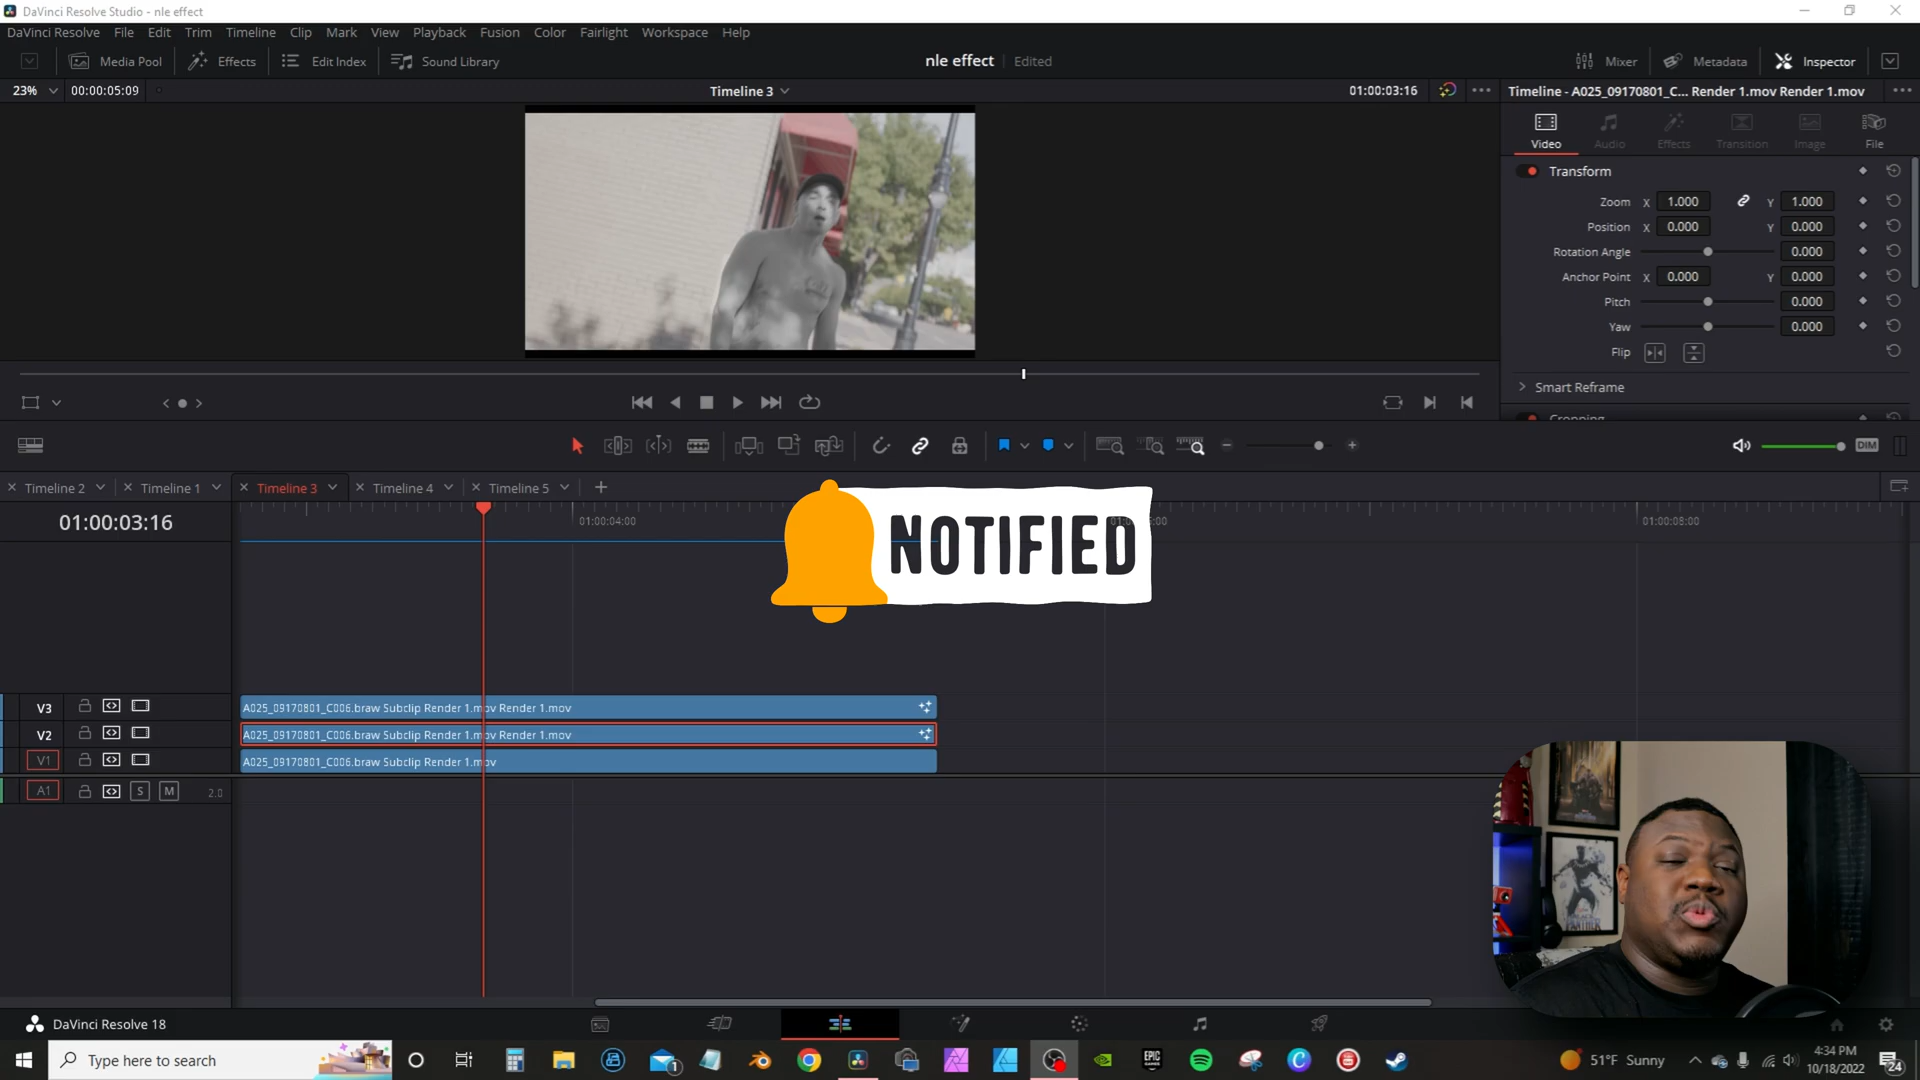 DaVinci Resolve Studio - nle effect
DaVinci Resolve File Edit Trim Timeline Clip Mark View Playback Fusion Color Fairlight Workspace Help
Media Pool Effects Edit Index Sound Library nle effect Edited Mixer Metadata Inspector
23% 00:00:05:09 Timeline 3 01:00:03:16 Timeline - A025_09170801_C... Render 1.mov Render 1.mov
Video Audio Effects Transition Image File
Transform
Zoom X 1.000 Y 1.000
Position X 0.000 Y 0.000
Rotation Angle 0.000
Anchor Point X 0.000 Y 0.000
Pitch 0.000
Yaw 0.000
Flip
Smart Reframe
Cropping
DIM
Timeline 2 Timeline 1 Timeline 3 Timeline 4 Timeline 5
01:00:03:16 01:00:04:00 01:00:08:00
NOTIFIED
V3 A025_09170801_C006.braw Subclip Render 1.mov Render 1.mov
V2 A025_09170801_C006.braw Subclip Render 1.mov Render 1.mov
V1 A025_09170801_C006.braw Subclip Render 1.mov
A1 S M 2.0
PANTHER
DaVinci Resolve 18
Type here to search 1 EPIC GAMES 51°F Sunny 4:34 PM
10/18/2022 24